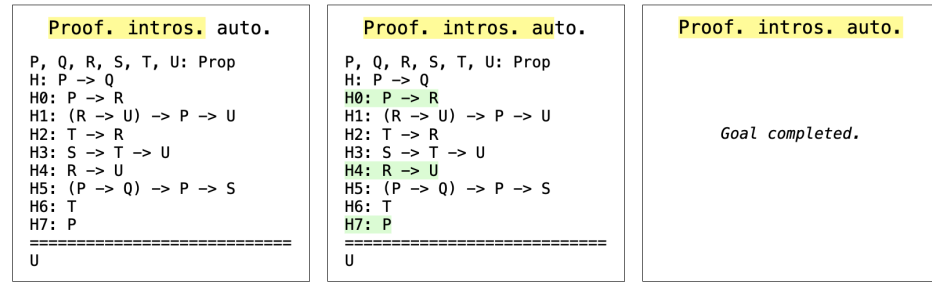 Proof. intros. auto.
P, Q, R, S, T, U: Prop
H: P -> Q
H0: P -> R
H1: (R -> U) -> P -> U
H2: T -> R
H3: S -> T -> U
H4: R -> U
H5: (P -> Q) -> P -> S
H6: T
H7: P
============================
U
Proof. intros. auto.
P, Q, R, S, T, U: Prop
H: P -> Q
H0: P -> R
H1: (R -> U) -> P -> U
H2: T -> R
H3: S -> T -> U
H4: R -> U
H5: (P -> Q) -> P -> S
H6: T
H7: P
============================
U
Proof. intros. auto.
Goal completed.